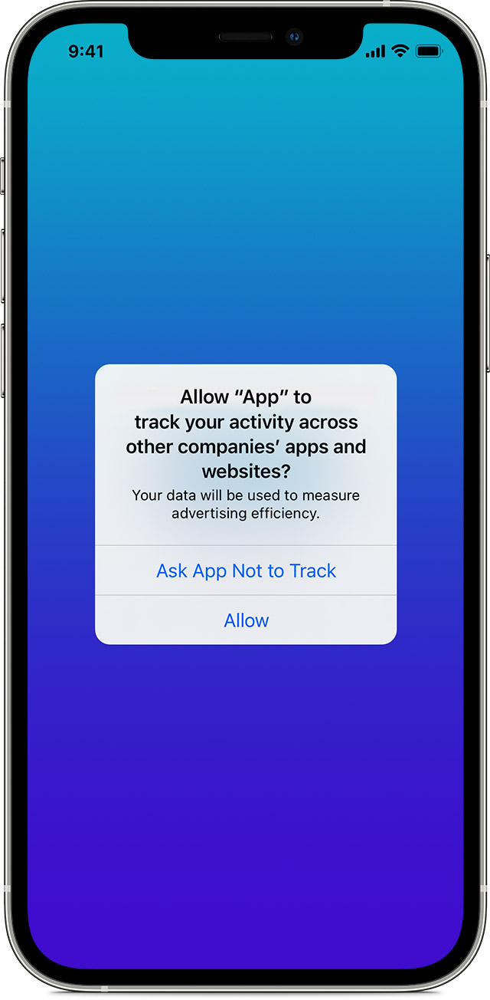 9:41
Allow “App” to
track your activity across
other companies’ apps and
websites?
Your data will be used to measure
advertising efficiency.
Ask App Not to Track
Allow